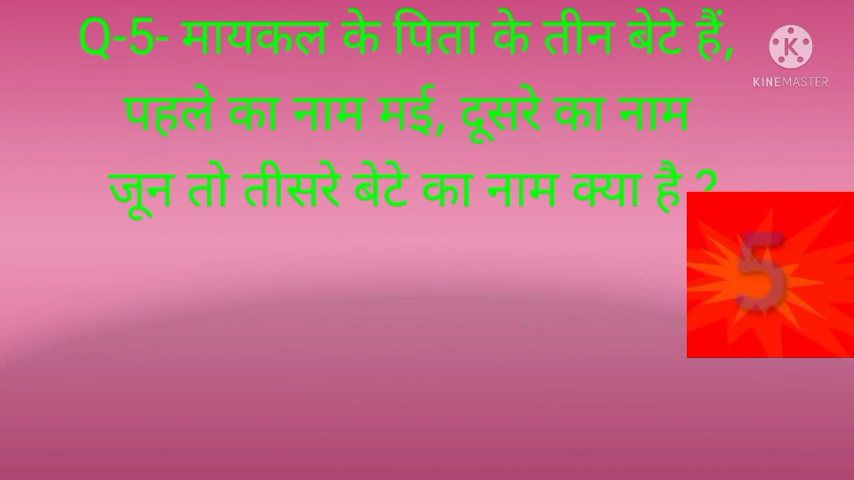 Q-5- मायकल के पिता के तीन बेटे हैं,
पहले का नाम मई, दूसरे का नाम
जून तो तीसरे बेटे का नाम क्या है ?
K
KINEMASTER
5